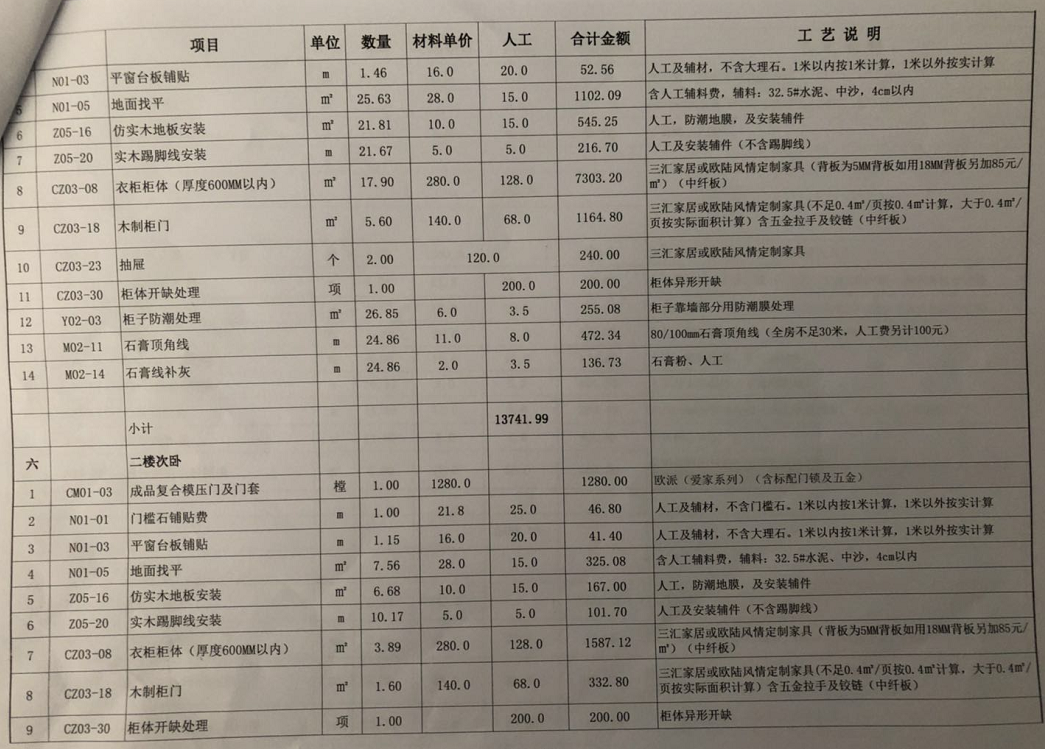 项目 单位 数量 材料单价 人工 合计金额 工 艺 说 明
N01-03 平窗台板铺贴 m 1.46 16.0 20.0 52.56 人工及辅材，不含大理石。1米以内按1米计算，1米以外按实计算
5 N01-05 地面找平 ㎡ 25.63 28.0 15.0 1102.09 含人工辅料费，辅料：32.5#水泥、中沙，4cm以内
6 Z05-16 仿实木地板安装 ㎡ 21.81 10.0 15.0 545.25 人工，防潮地膜，及安装辅件
7 Z05-20 实木踢脚线安装 m 21.67 5.0 5.0 216.70 人工及安装辅件（不含踢脚线）
8 CZ03-08 衣柜柜体（厚度600MM以内） ㎡ 17.90 280.0 128.0 7303.20 三汇家居或欧陆风情定制家具（背板为5MM背板如用18MM背板另加85元/
㎡）（中纤板）
9 CZ03-18 木制柜门 ㎡ 5.60 140.0 68.0 1164.80 三汇家居或欧陆风情定制家具(不足0.4㎡/页按0.4㎡计算，大于0.4㎡/
页按实际面积计算）含五金拉手及铰链（中纤板）
10 CZ03-23 抽屉 个 2.00 120.0 240.00 三汇家居或欧陆风情定制家具
11 CZ03-30 柜体开缺处理 项 1.00 200.0 200.00 柜体异形开缺
12 Y02-03 柜子防潮处理 ㎡ 26.85 6.0 3.5 255.08 柜子靠墙部分用防潮膜处理
13 M02-11 石膏顶角线 m 24.86 11.0 8.0 472.34 80/100mm石膏顶角线（全房不足30米，人工费另计100元）
14 M02-14 石膏线补灰 m 24.86 2.0 3.5 136.73 石膏粉、人工
小计 13741.99
六 二楼次卧
1 CM01-03 成品复合模压门及门套 樘 1.00 1280.0 1280.00 欧派（爱家系列）（含标配门锁及五金）
2 N01-01 门槛石铺贴费 m 1.00 21.8 25.0 46.80 人工及辅材，不含门槛石。1米以内按1米计算，1米以外按实计算
3 N01-03 平窗台板铺贴 m 1.15 16.0 20.0 41.40 人工及辅材，不含大理石。1米以内按1米计算，1米以外按实计算
4 N01-05 地面找平 ㎡ 7.56 28.0 15.0 325.08 含人工辅料费，辅料：32.5#水泥、中沙，4cm以内
5 Z05-16 仿实木地板安装 ㎡ 6.68 10.0 15.0 167.00 人工，防潮地膜，及安装辅件
6 Z05-20 实木踢脚线安装 m 10.17 5.0 5.0 101.70 人工及安装辅件（不含踢脚线）
7 CZ03-08 衣柜柜体（厚度600MM以内） ㎡ 3.89 280.0 128.0 1587.12 三汇家居或欧陆风情定制家具（背板为5MM背板如用18MM背板另加85元/
㎡）（中纤板）
8 CZ03-18 木制柜门 ㎡ 1.60 140.0 68.0 332.80 三汇家居或欧陆风情定制家具(不足0.4㎡/页按0.4㎡计算，大于0.4㎡
/页按实际面积计算）含五金拉手及铰链（中纤板）
9 CZ03-30 柜体开缺处理 项 1.00 200.0 200.00 柜体异形开缺